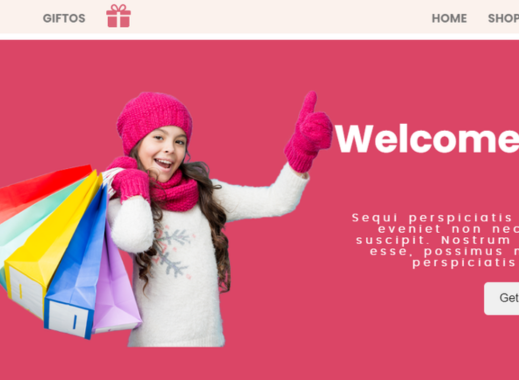 GIFTOS HOME SHOP
Welcome
Sequi perspiciatis
eveniet non nec
suscipit. Nostrum
esse, possimus
perspiciatis
Get